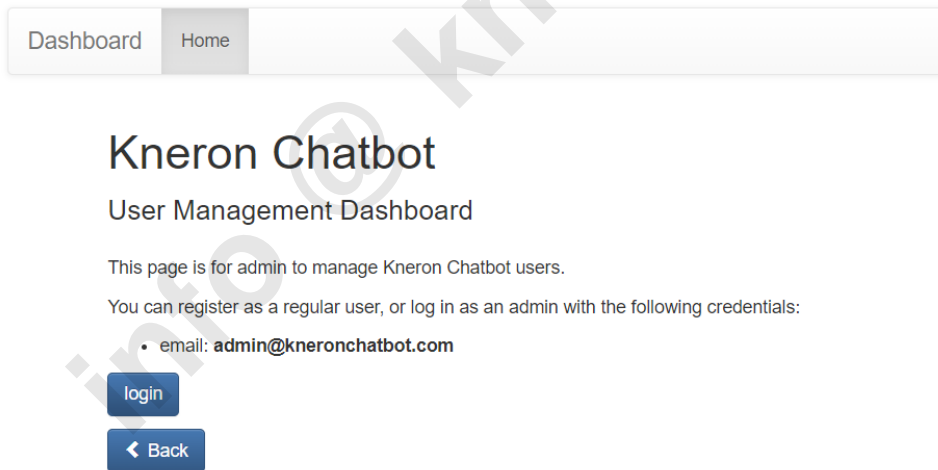 Dashboard Home
Kneron Chatbot
User Management Dashboard
This page is for admin to manage Kneron Chatbot users.
You can register as a regular user, or log in as an admin with the following credentials:
email: admin@kneronchatbot.com
login
Back
info @ kn